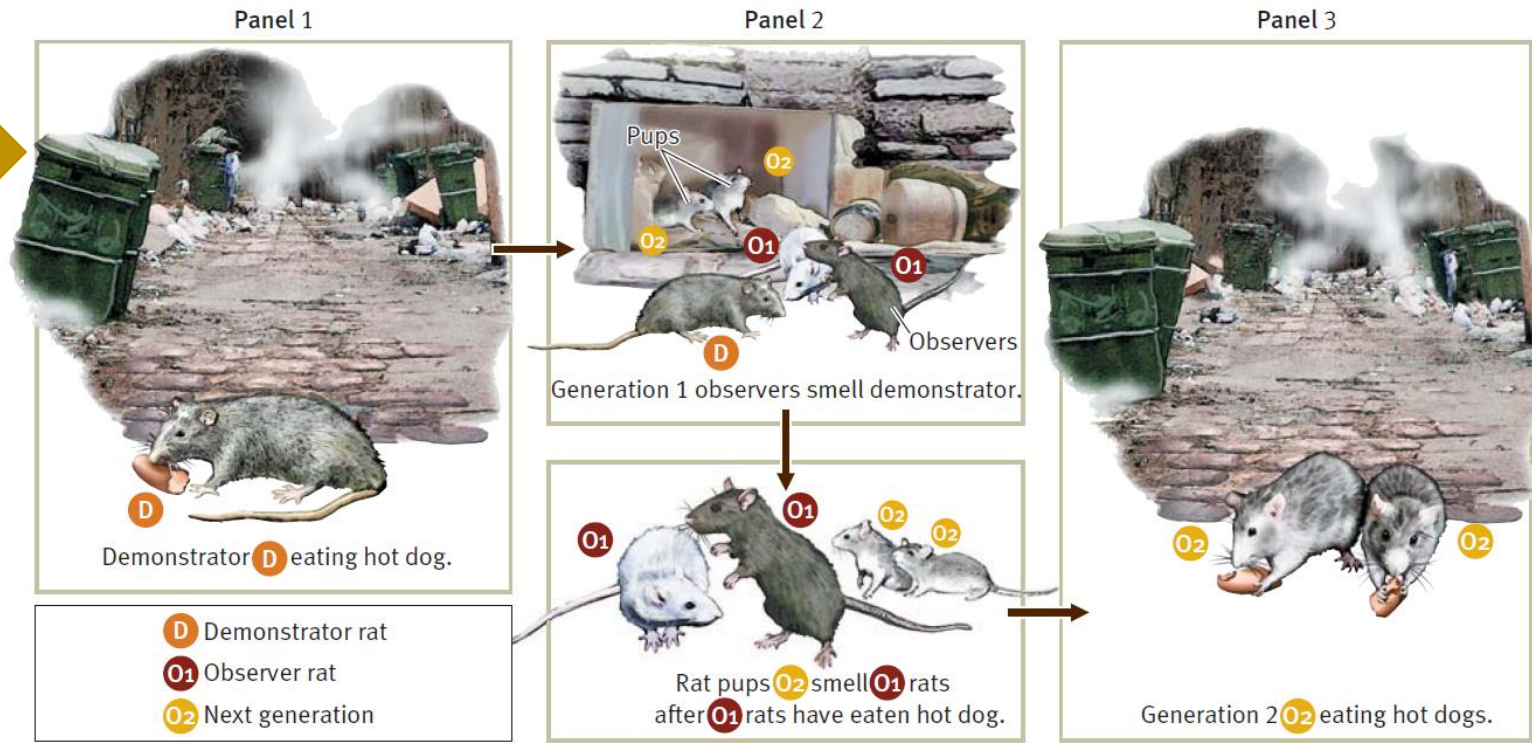 Panel 1
D
Demonstrator D eating hot dog.
D Demonstrator rat
O1 Observer rat
O2 Next generation
Panel 2
Pups
O2
O2
O1
O1
Observers
D
Generation 1 observers smell demonstrator.
O1
O1
O2
O2
Rat pups O2 smell O1 rats
after O1 rats have eaten hot dog.
Panel 3
O2
O2
Generation 2 O2 eating hot dogs.